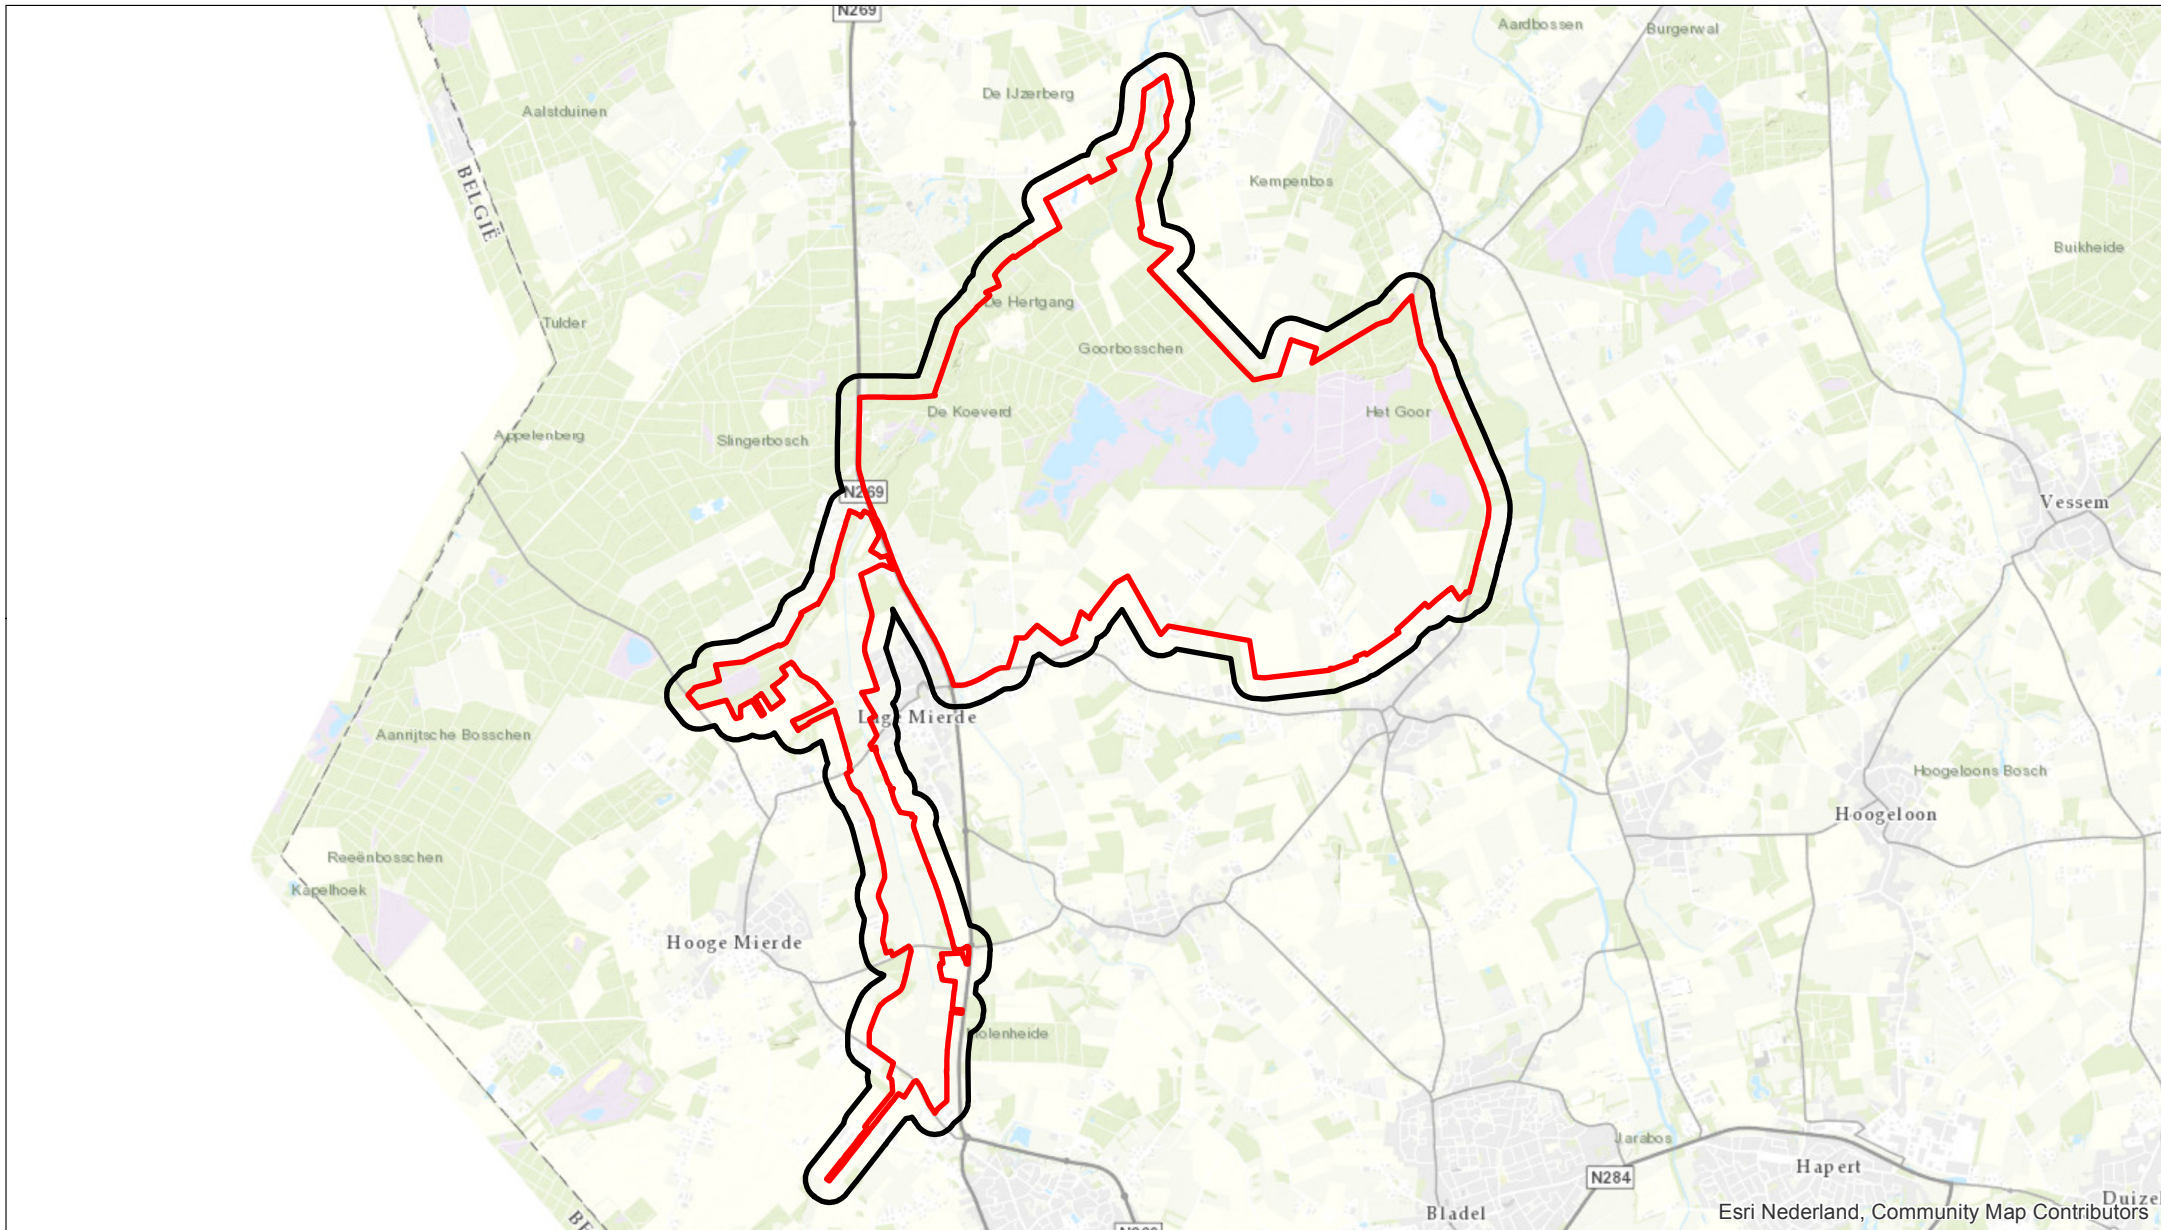 N269
Aardbossen
Burgerwal
De IJzerberg
Aalstduinen
BELGIË
Kempenbos
Buikheide
De Hertgang
Tulder
Goorbosschen
De Koeverd
Het Goor
Appelenberg
Slingerbosch
N269
Vessem
Lage Mierde
Aanrijtsche Bosschen
Hoogeloons Bosch
Hoogeloon
Reeënbosschen
Kapelhoek
Hooge Mierde
Molenheide
Jarabos
Hapert
N284
Bladel
Esri Nederland, Community Map Contributors